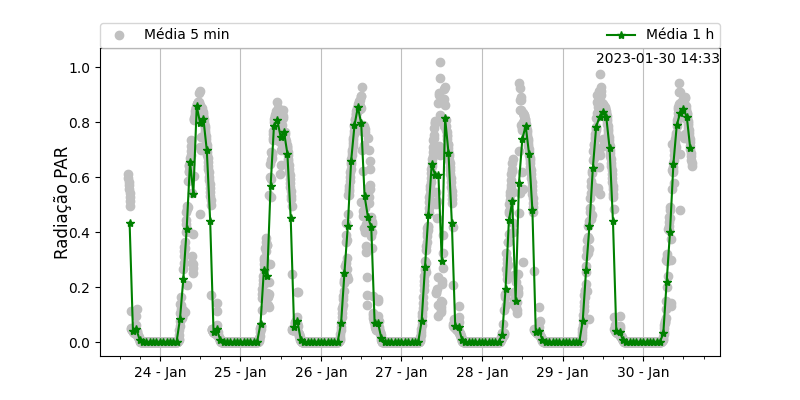 Média 5 min
Média 1 h
2023-01-30 14:33
Radiação PAR
1.0
0.8
0.6
0.4
0.2
0.0
24 - Jan
25 - Jan
26 - Jan
27 - Jan
28 - Jan
29 - Jan
30 - Jan